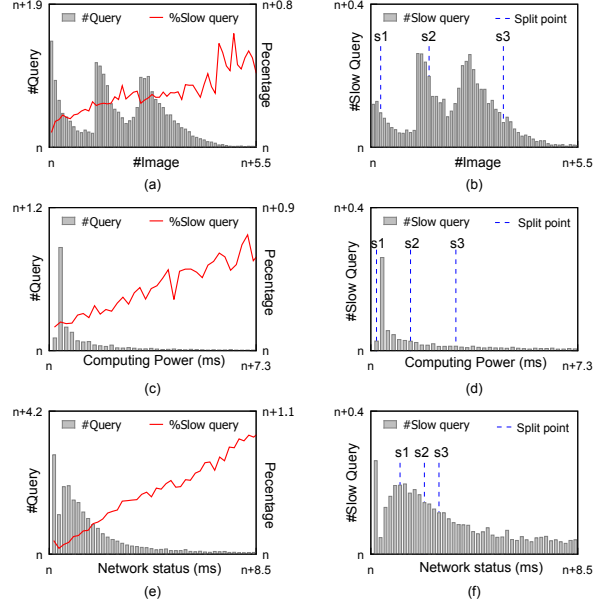 n+1.9
n+0.8
#Query
%Slow query
#Query
Pecentage
n
n
n
#Image
n+5.5
(a)
n+0.4
#Slow query
Split point
s1
s2
s3
#Slow Query
n
n
#Image
n+5.5
(b)
n+1.2
n+0.9
#Query
%Slow query
#Query
Pecentage
n
n
Computing Power (ms)
n
n+7.3
(c)
n+0.4
#Slow query
Split point
s1
s2
s3
#Slow Query
n
Computing Power (ms)
n
n+7.3
(d)
n+4.2
n+1.1
#Query
%Slow query
#Query
Pecentage
n
n
Network status (ms)
n
n+8.5
(e)
n+0.4
#Slow query
Split point
s1
s2
s3
#Slow Query
n
Network status (ms)
n
n+8.5
(f)